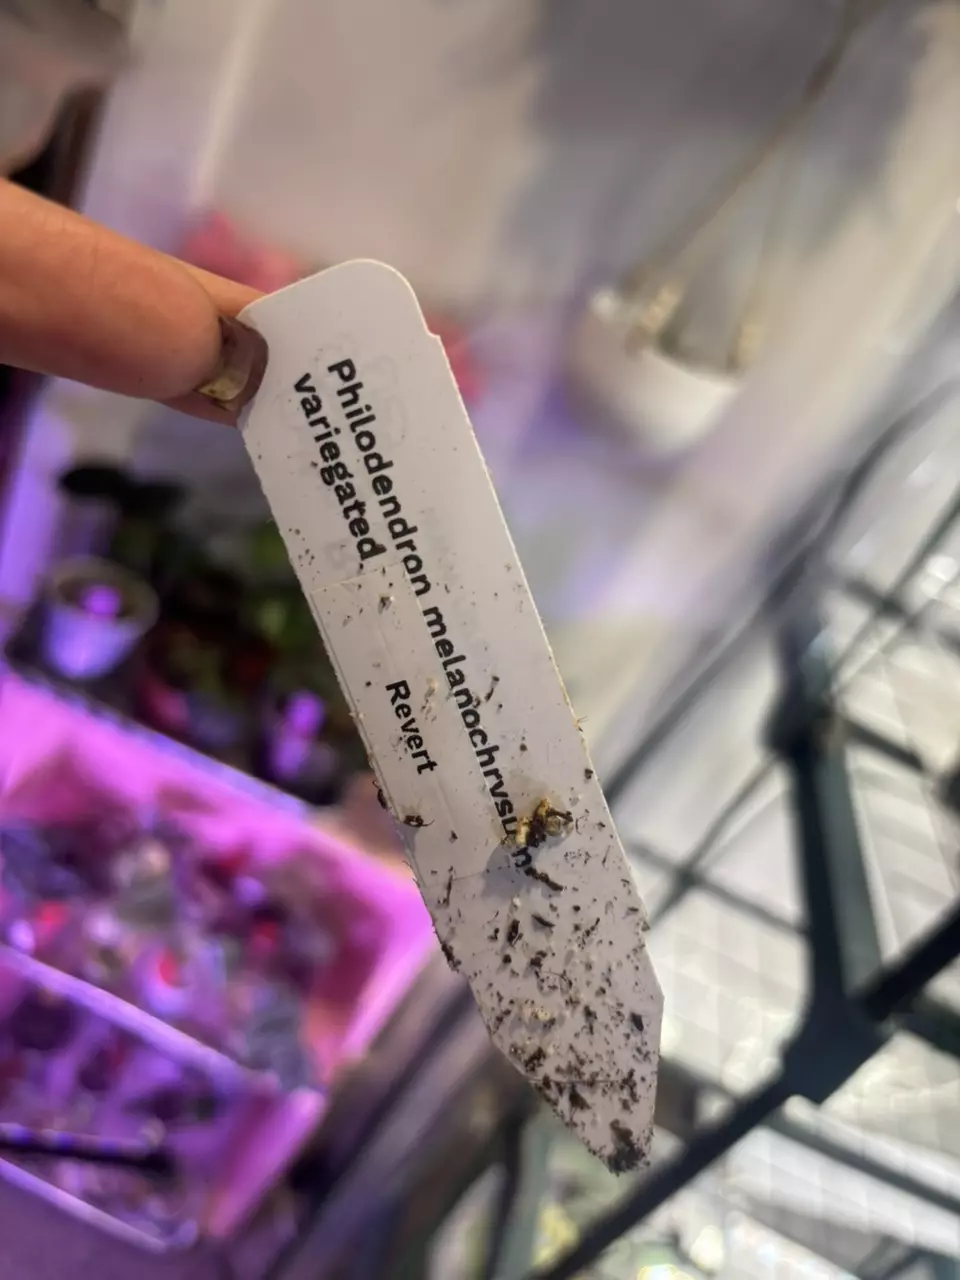 Philodendron melanochrysum
variegated
Revert